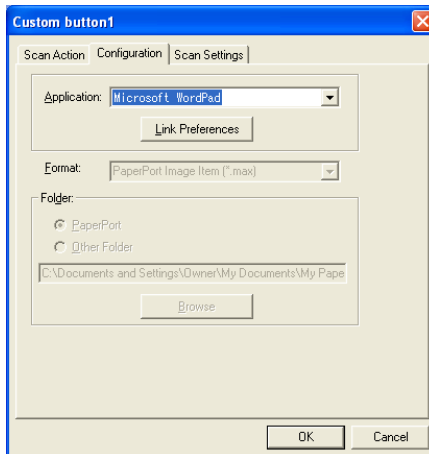 Custom button1
Scan Action Configuration Scan Settings
Application: Microsoft WordPad
Link Preferences
Format: PaperPort Image Item (*.max)
Folder:
PaperPort
Other Folder
C:\Documents and Settings\Owner\My Documents\My Pape
Browse
OK Cancel